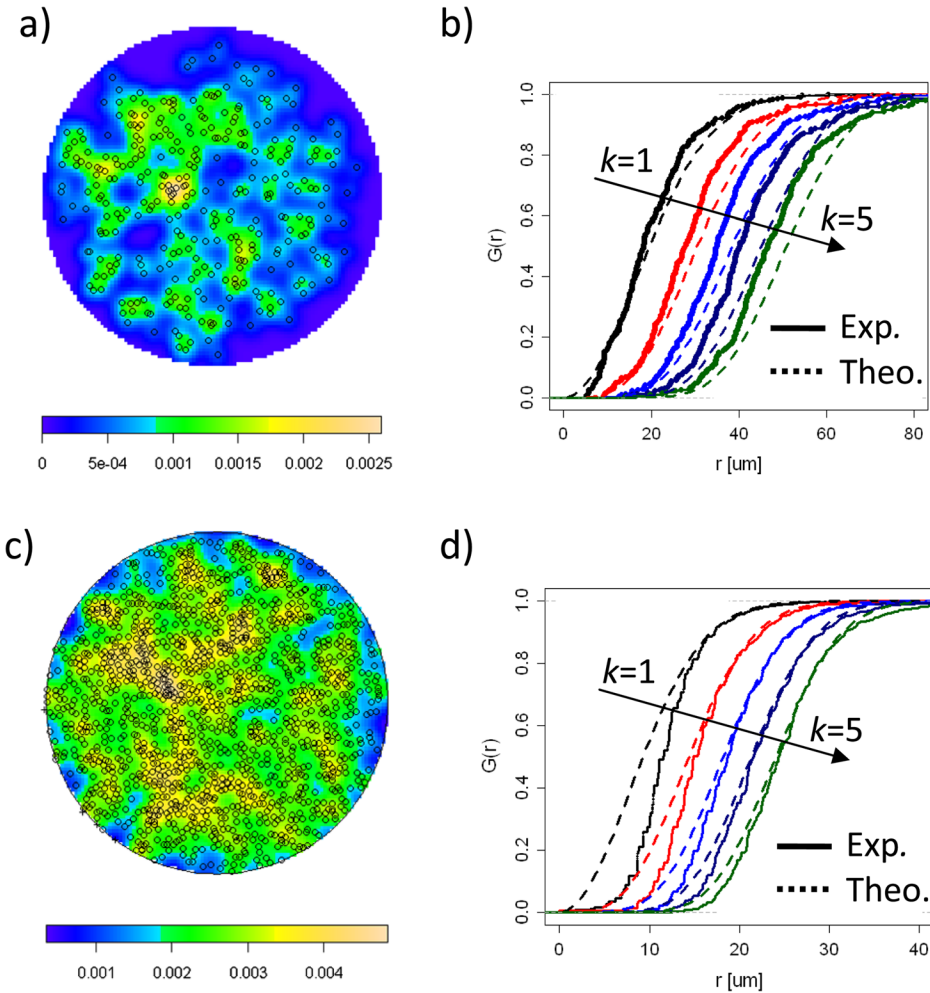 a)
0 5e-04 0.001 0.0015 0.002 0.0025
b)
G(r)
1.0
0.8
0.6
0.4
0.2
0.0
k=1
k=5
Exp.
Theo.
0 20 40 60 80
r [um]
c)
0.001 0.002 0.003 0.004
d)
G(r)
1.0
0.8
0.6
0.4
0.2
0.0
k=1
k=5
Exp.
Theo.
0 10 20 30 40
r [um]